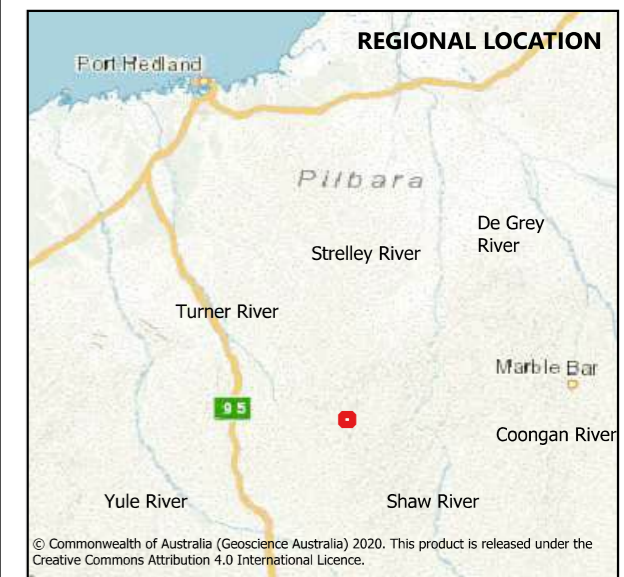 REGIONAL LOCATION
Port Hedland
Pilbara
De Grey
River
Strelley River
Turner River
Marble Bar
95
Coongan River
Yule River
Shaw River
© Commonwealth of Australia (Geoscience Australia) 2020. This product is released under the
Creative Commons Attribution 4.0 International Licence.